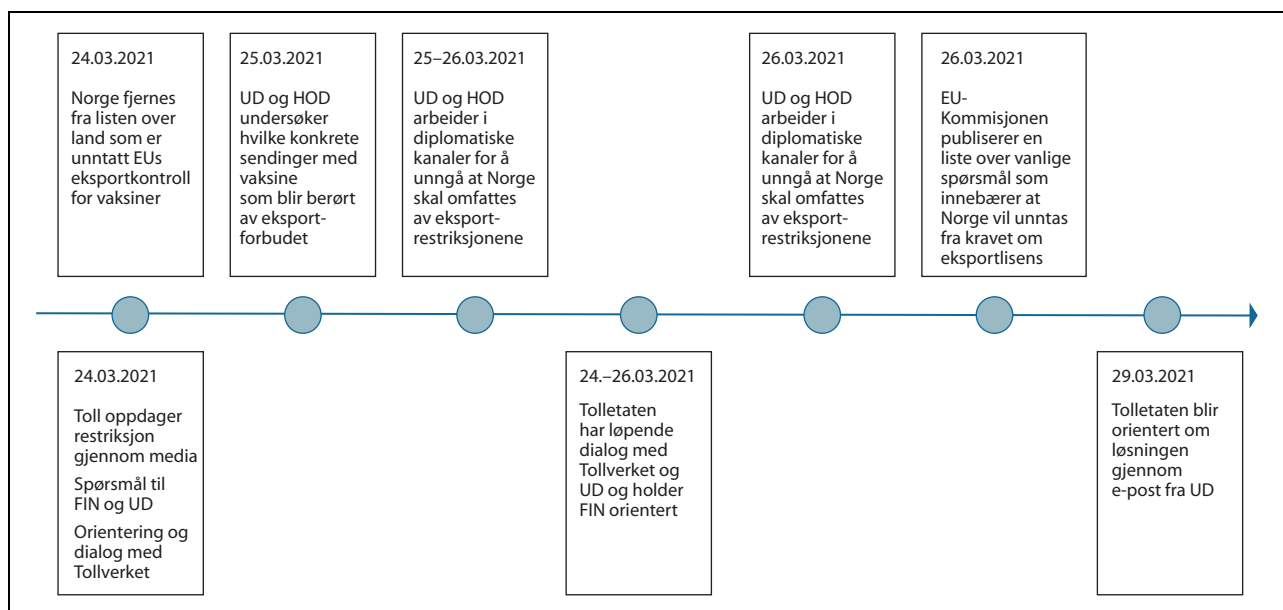 24.03.2021
Norge fjernes
fra listen over
land som er
unntatt EUs
eksportkontroll
for vaksiner
25.03.2021
UD og HOD
undersøker
hvilke konkrete
sendinger med
vaksine
som blir berørt
av eksport-
forbudet
25–26.03.2021
UD og HOD
arbeider i
diplomatiske
kanaler for å
unngå at Norge
skal omfattes
av eksport-
restriksjonene
26.03.2021
UD og HOD
arbeider i
diplomatiske
kanaler for å
unngå at Norge
skal omfattes
av eksport-
restriksjonene
26.03.2021
EU-
Kommisjonen
publiserer en
liste over vanlige
spørsmål som
innebærer at
Norge vil unntas
fra kravet om
eksportlisens
24.03.2021
Toll oppdager
restriksjon
gjennom media
Spørsmål til
FIN og UD
Orientering og
dialog med
Tollverket
24.–26.03.2021
Tolletaten
har løpende
dialog med
Tollverket og
UD og holder
FIN orientert
29.03.2021
Tolletaten blir
orientert om
løsningen
gjennom
e-post fra UD